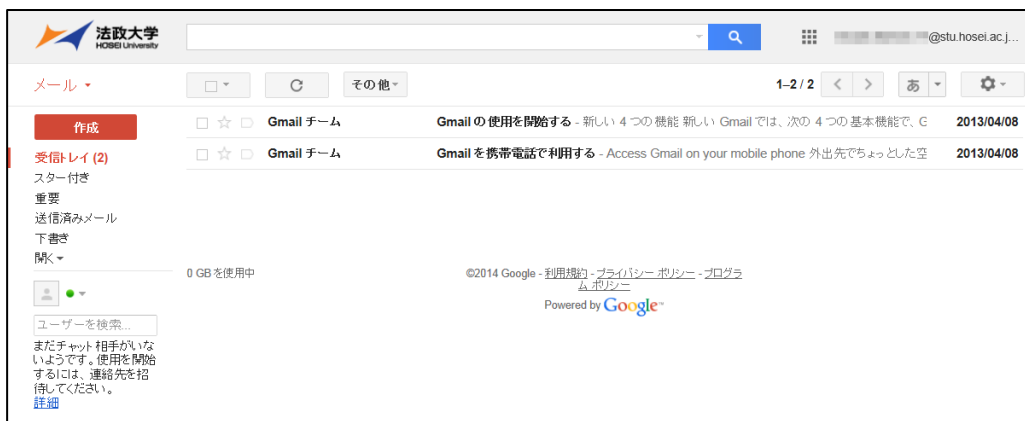 法政大学
HOSEI University
@stu.hosei.ac.j...
メール
その他
1–2 / 2
あ
作成
Gmail チーム
Gmail の使用を開始する - 新しい 4 つの機能 新しい Gmail では、次の 4 つの基本機能で、G
2013/04/08
受信トレイ (2)
Gmail チーム
Gmail を携帯電話で利用する - Access Gmail on your mobile phone 外出先でちょっとした空
2013/04/08
スター付き
重要
送信済みメール
下書き
開く
0 GB を使用中
©2014 Google - 利用規約 - プライバシー ポリシー - プログラ
ム ポリシー
Powered by Google™
ユーザーを検索...
まだチャット相手がいな
いようです。使用を開始
するには、連絡先を招
待してください。
詳細